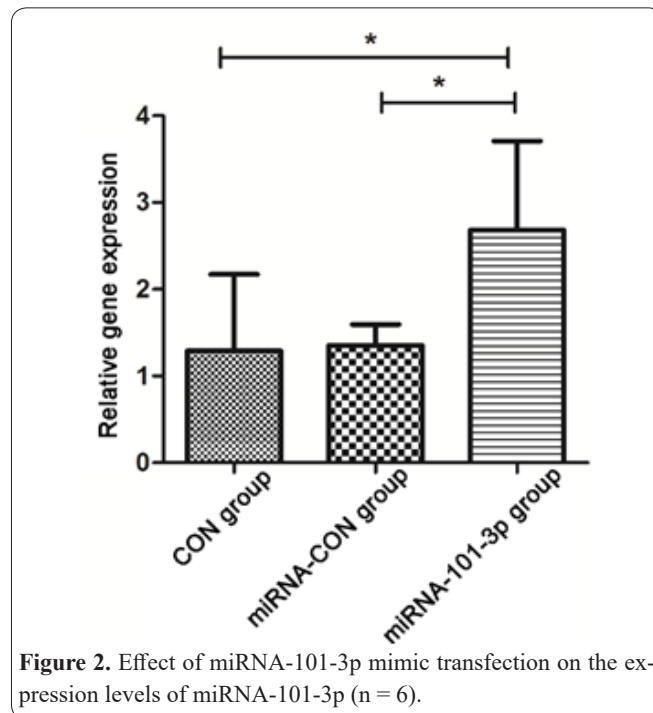 *
*
4
3
2
1
0
Relative gene expression
CON group
miRNA-CON group
miRNA-101-3p group
Figure 2. Effect of miRNA-101-3p mimic transfection on the ex-
pression levels of miRNA-101-3p (n = 6).